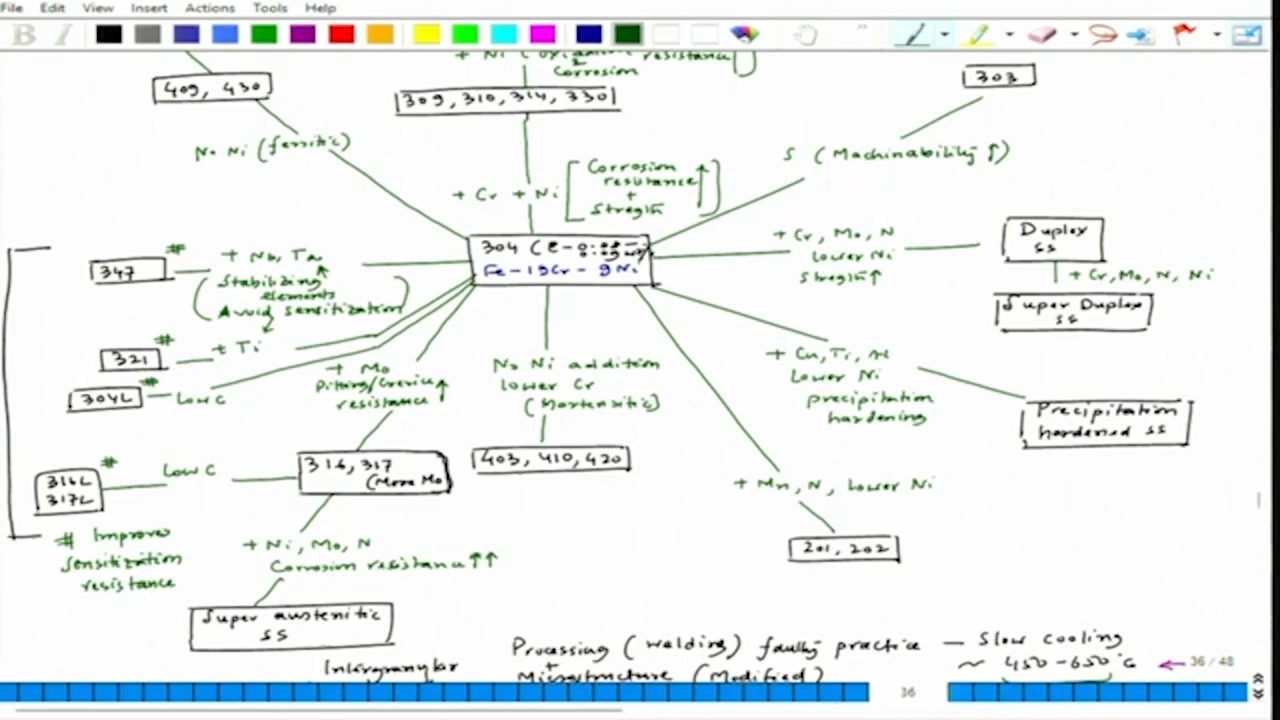 File Edit View Insert Actions Tools Help
B I
+ Ni (
resistance)
Corrosion
409, 430
309, 310, 314, 330
303
No Ni (ferritic)
S (Machinability ↑)
+ Cr + Ni
Corrosion
resistance
+
Strength
↑
304 (C-
Fe-19Cr-9Ni
+ Cr, Mo, N
Lower Ni
Strength ↑
Duplex
SS
+ Cr, Mo, N, Ni
Super Duplex
SS
347
#
+ Nb, Ta
(Stabilizing
elements
Avoid sensitization)
321
#
+ Ti
304L
#
Low C
+ Mo
Pitting/Crevice ↑
resistance
No Ni addition
Lower Cr
(Martensitic)
403, 410, 420
+ Cu, Ti, Al
Lower Ni
precipitation
hardening
Precipitation
hardened SS
316L
317L
#
Low C
316, 317
(More Mo)
+ Mn, N, Lower Ni
201, 202
# Improve
Sensitization
resistance
+ Ni, Mo, N
Corrosion resistance ↑↑
Super austenitic
SS
Processing (welding) faulty practice — Slow cooling
~ 450-650°C
Intergranular
+
Microstructure (Modified)
36 / 48
36